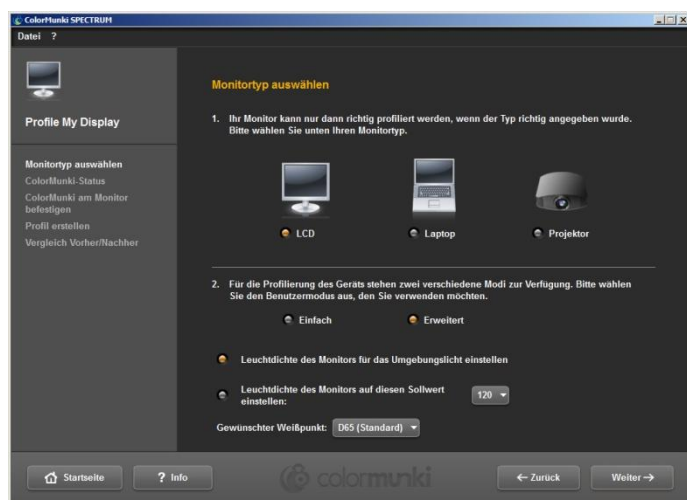 ColorMunki SPECTRUM
Datei ?
Profile My Display
Monitortyp auswählen
ColorMunki-Status
ColorMunki am Monitor
befestigen
Profil erstellen
Vergleich Vorher/Nachher
Monitortyp auswählen
1. Ihr Monitor kann nur dann richtig profiliert werden, wenn der Typ richtig angegeben wurde.
Bitte wählen Sie unten Ihren Monitortyp.
LCD
Laptop
Projektor
2. Für die Profilierung des Geräts stehen zwei verschiedene Modi zur Verfügung. Bitte wählen
Sie den Benutzermodus aus, den Sie verwenden möchten.
Einfach
Erweitert
Leuchtdichte des Monitors für das Umgebungslicht einstellen
Leuchtdichte des Monitors auf diesen Sollwert
einstellen:
120
Gewünschter Weißpunkt: D65 (Standard)
Startseite
? Info
colormunki
← Zurück
Weiter →